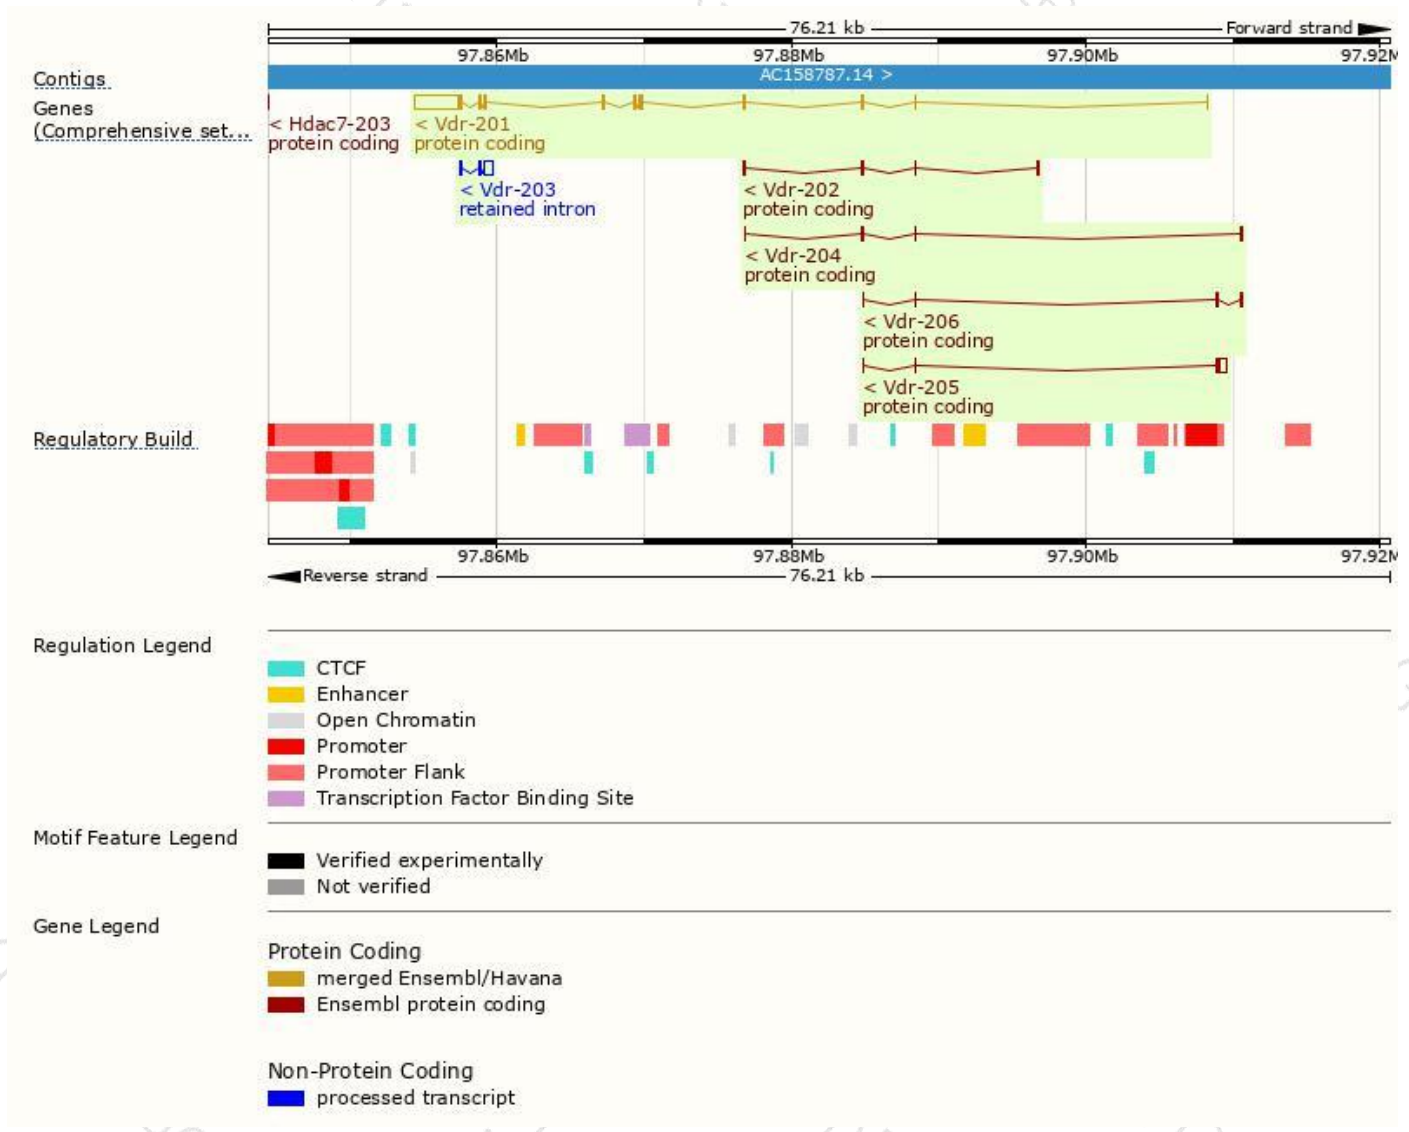 76.21 kb
Forward strand
97.86Mb 97.88Mb 97.90Mb 97.92M
Contigs
AC158787.14 >
Genes
(Comprehensive set...
< Hdac7-203
protein coding
< Vdr-201
protein coding
< Vdr-203
retained intron
< Vdr-202
protein coding
< Vdr-204
protein coding
< Vdr-206
protein coding
< Vdr-205
protein coding
Regulatory Build
97.86Mb 97.88Mb 97.90Mb 97.92M
Reverse strand
76.21 kb
Regulation Legend
CTCF
Enhancer
Open Chromatin
Promoter
Promoter Flank
Transcription Factor Binding Site
Motif Feature Legend
Verified experimentally
Not verified
Gene Legend
Protein Coding
merged Ensembl/Havana
Ensembl protein coding
Non-Protein Coding
processed transcript